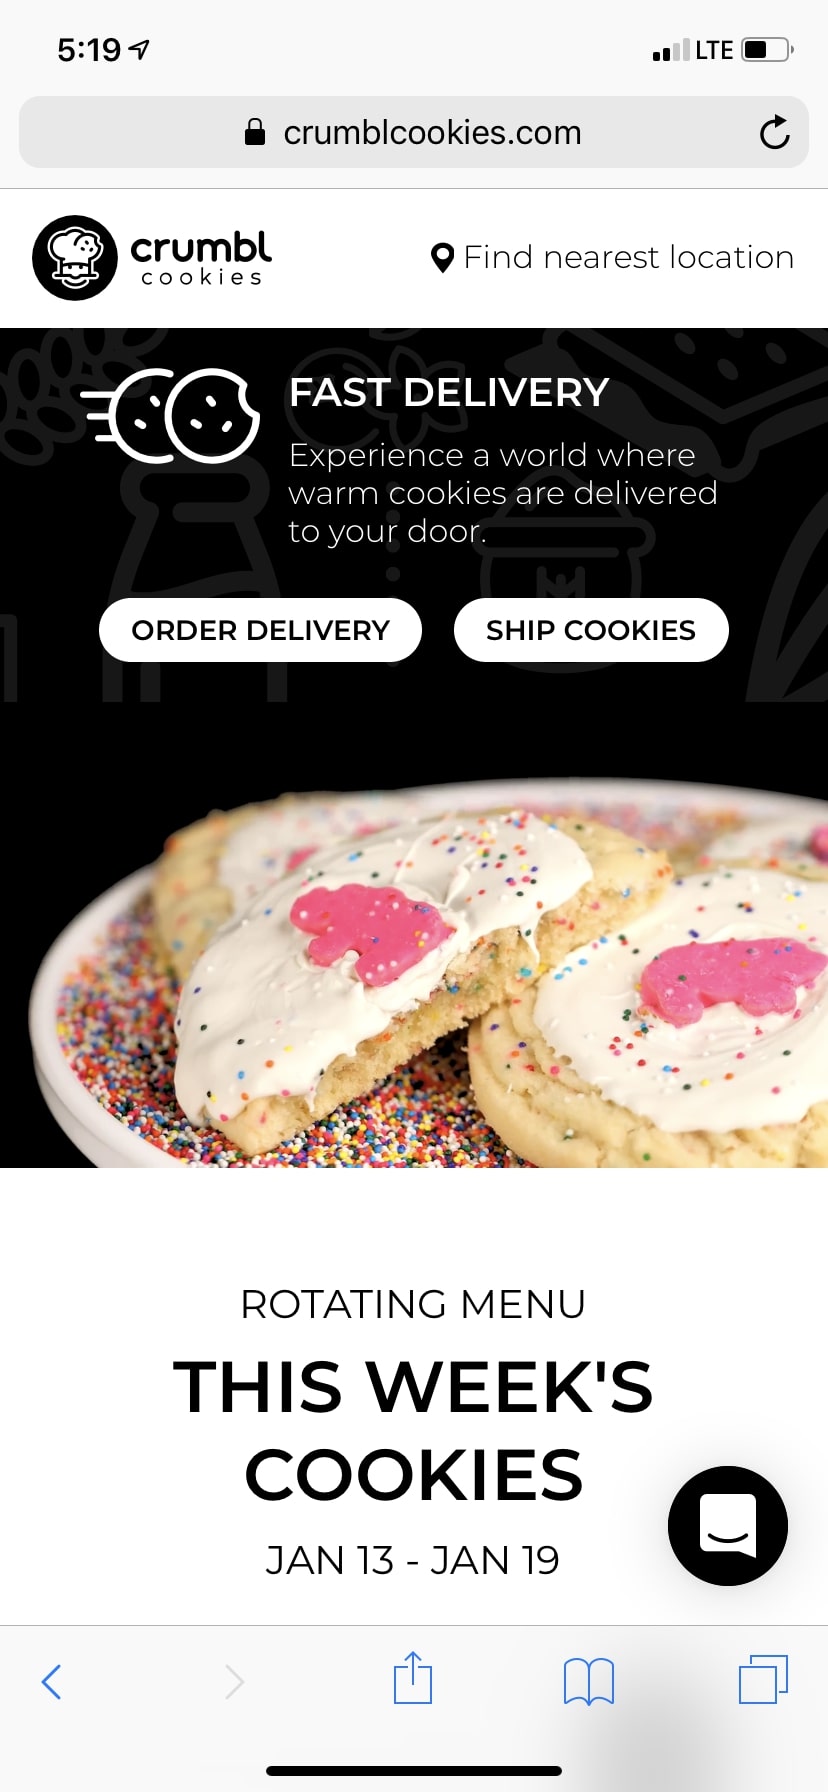 5:19
LTE
crumblcookies.com
crumbl
cookies
Find nearest location
FAST DELIVERY
Experience a world where
warm cookies are delivered
to your door.
ORDER DELIVERY
SHIP COOKIES
ROTATING MENU
THIS WEEK'S
COOKIES
JAN 13 - JAN 19